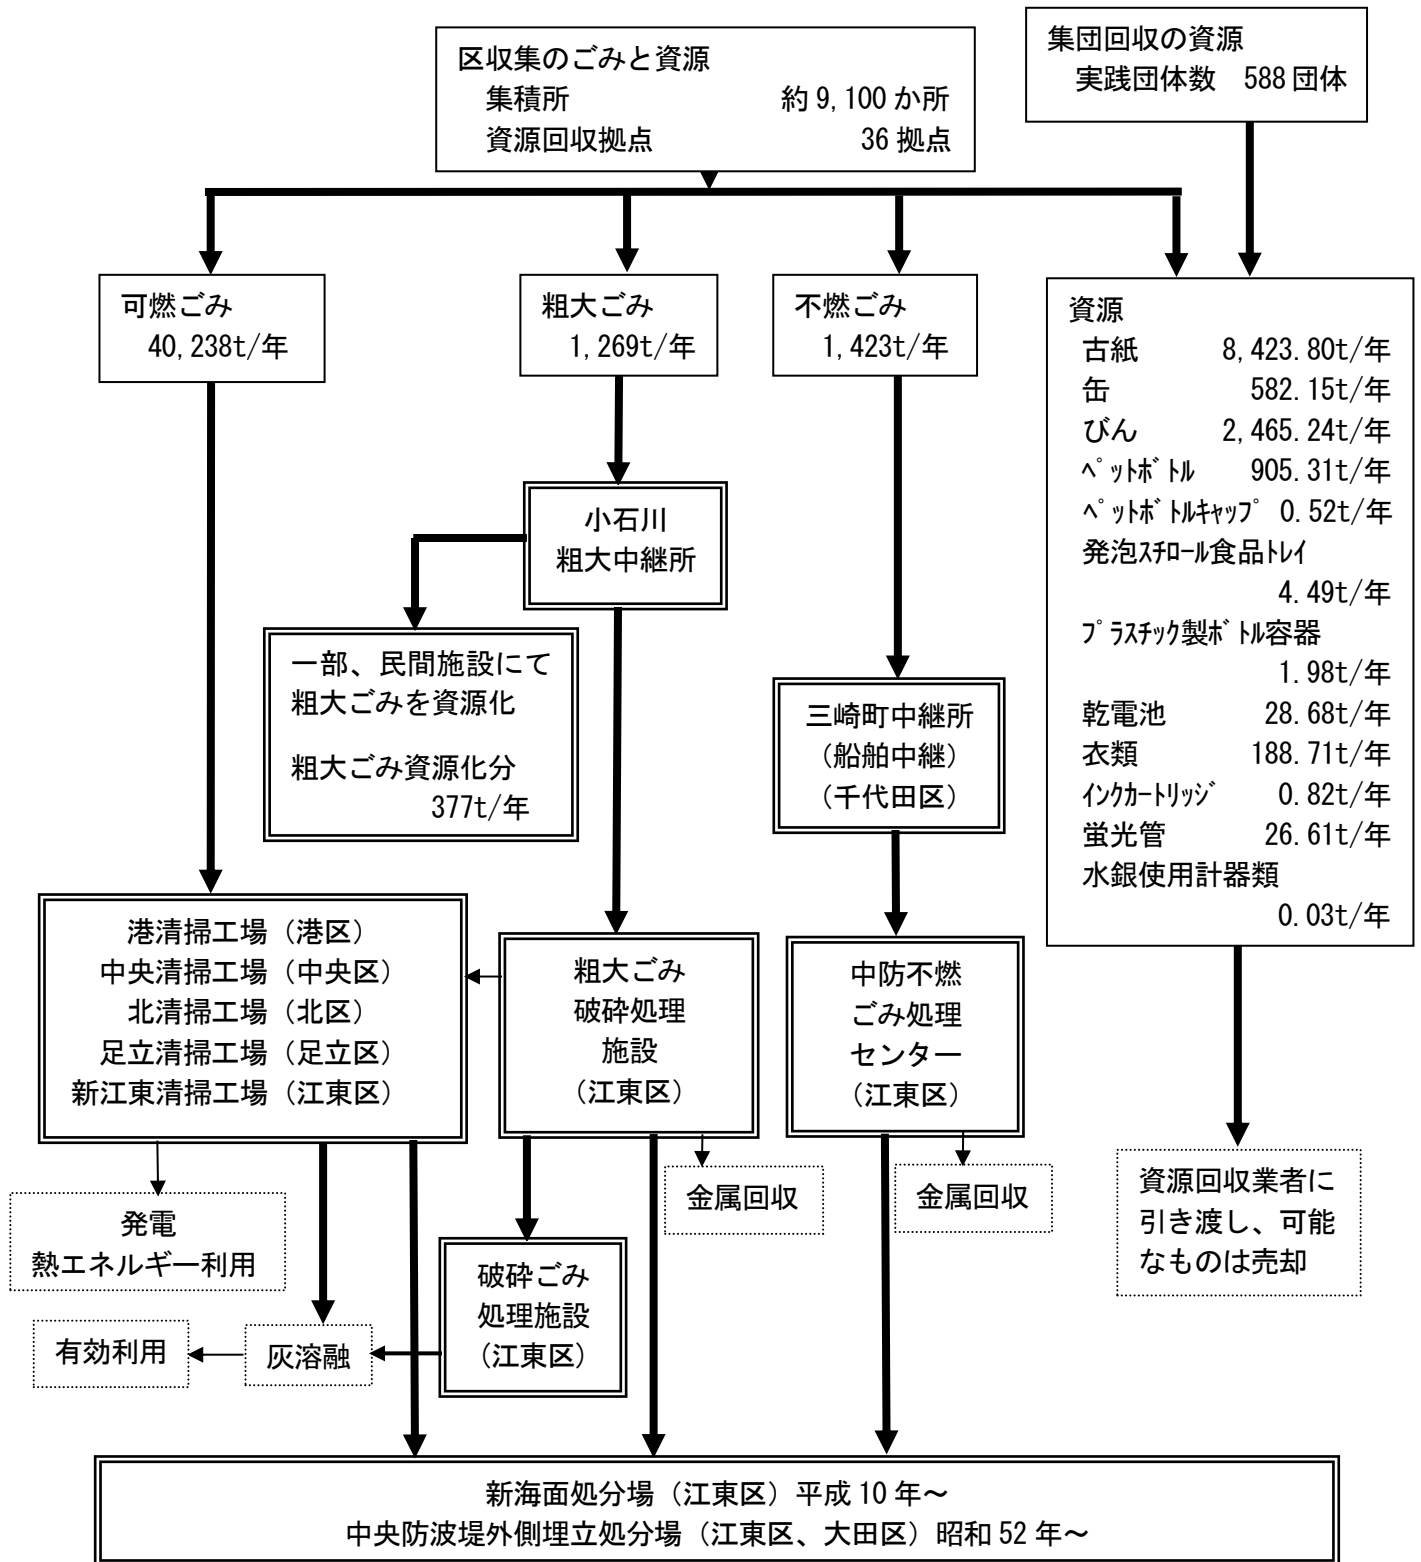 区収集のごみと資源
集積所 約9,100か所
資源回収拠点 36拠点
集団回収の資源
実践団体数 588団体
可燃ごみ
40,238t/年
粗大ごみ
1,269t/年
不燃ごみ
1,423t/年
資源
古紙 8,423.80t/年
缶 582.15t/年
びん 2,465.24t/年
ﾍﾟｯﾄﾎﾞﾄﾙ 905.31t/年
ﾍﾟｯﾄﾎﾞﾄﾙｷｬｯﾌﾟ 0.52t/年
発泡ｽﾁﾛｰﾙ食品ﾄﾚｲ
4.49t/年
ﾌﾟﾗｽﾁｯｸ製ﾎﾞﾄﾙ容器
1.98t/年
乾電池 28.68t/年
衣類 188.71t/年
ｲﾝｸｶｰﾄﾘｯｼﾞ 0.82t/年
蛍光管 26.61t/年
水銀使用計器類
0.03t/年
小石川
粗大中継所
一部、民間施設にて
粗大ごみを資源化
粗大ごみ資源化分
377t/年
三崎町中継所
（船舶中継）
（千代田区）
港清掃工場（港区）
中央清掃工場（中央区）
北清掃工場（北区）
足立清掃工場（足立区）
新江東清掃工場（江東区）
粗大ごみ
破砕処理
施設
（江東区）
中防不燃
ごみ処理
センター
（江東区）
発電
熱エネルギー利用
金属回収
金属回収
資源回収業者に
引き渡し、可能
なものは売却
破砕ごみ
処理施設
（江東区）
有効利用
灰溶融
新海面処分場（江東区）平成10年～
中央防波堤外側埋立処分場（江東区、大田区）昭和52年～